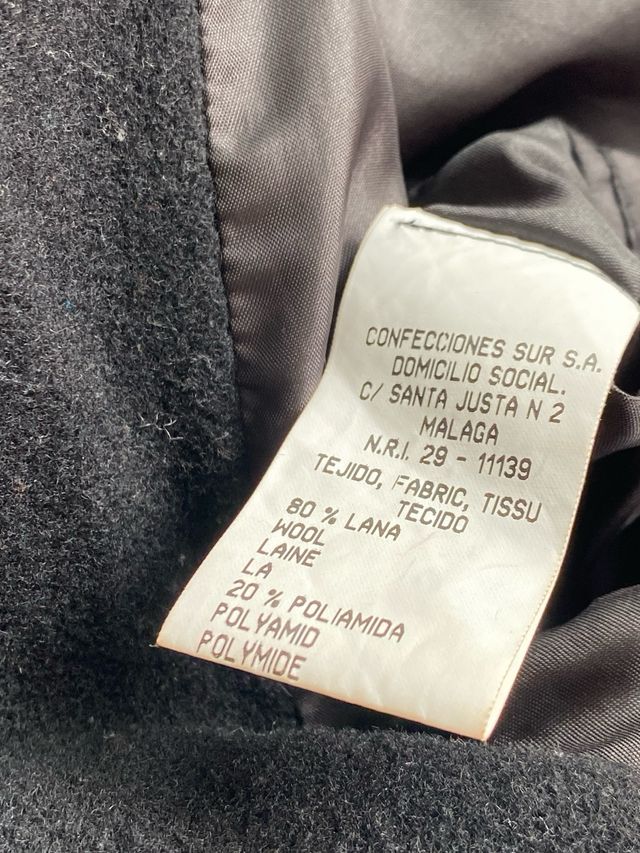 CONFECCIONES SUR S.A.
DOMICILIO SOCIAL.
C/ SANTA JUSTA N 2
MALAGA
N.R.I. 29 - 11139
TEJIDO, FABRIC, TISSU
TECIDO
80 % LANA
WOOL
LAINE
LA
20 % POLIAMIDA
POLYAMID
POLYMIDE